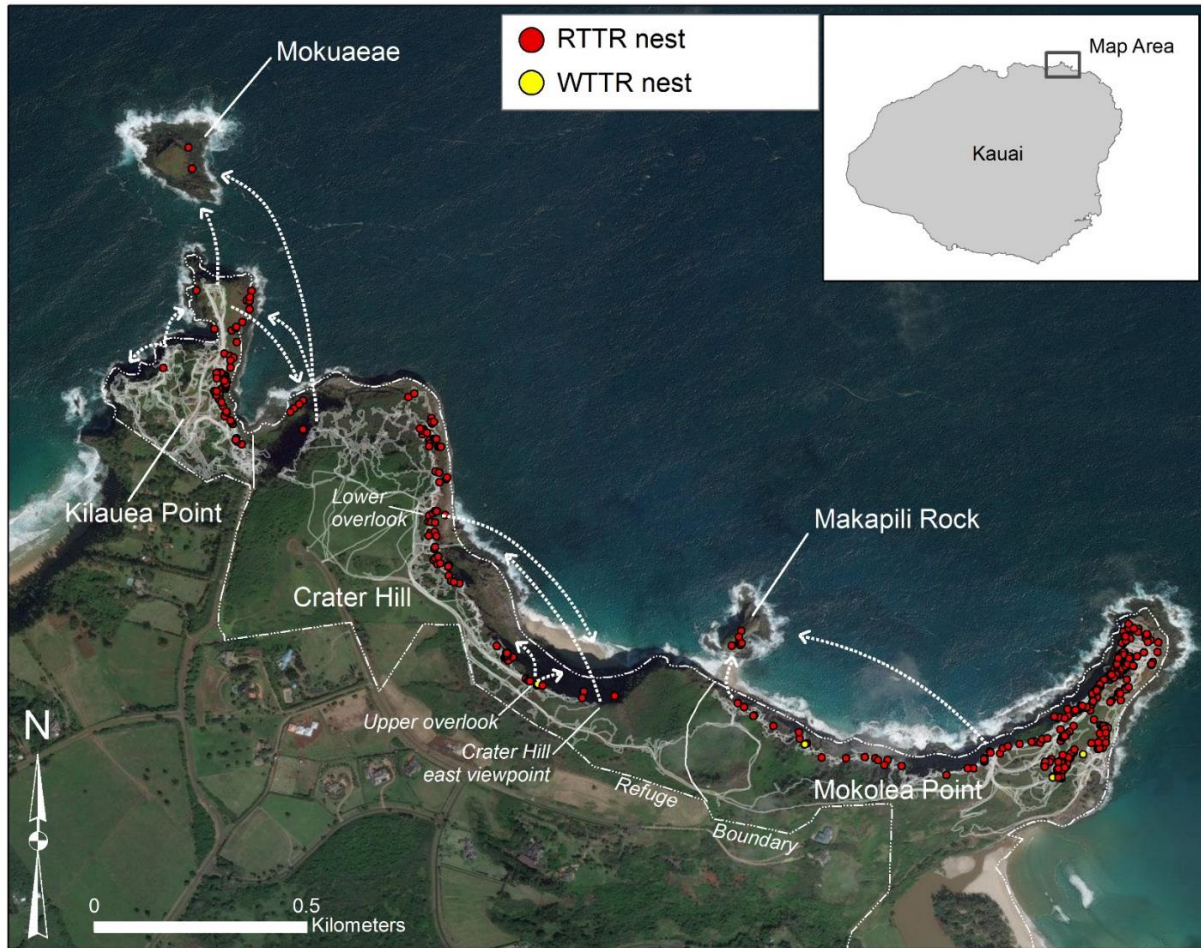 Mokuaeae
RTTR nest
WTTR nest
Map Area
Kauai
Kilauea Point
Lower
overlook
Makapili Rock
Crater Hill
Upper overlook
Crater Hill
east viewpoint
Refuge
Boundary
Mokolea Point
N
0
0.5
Kilometers